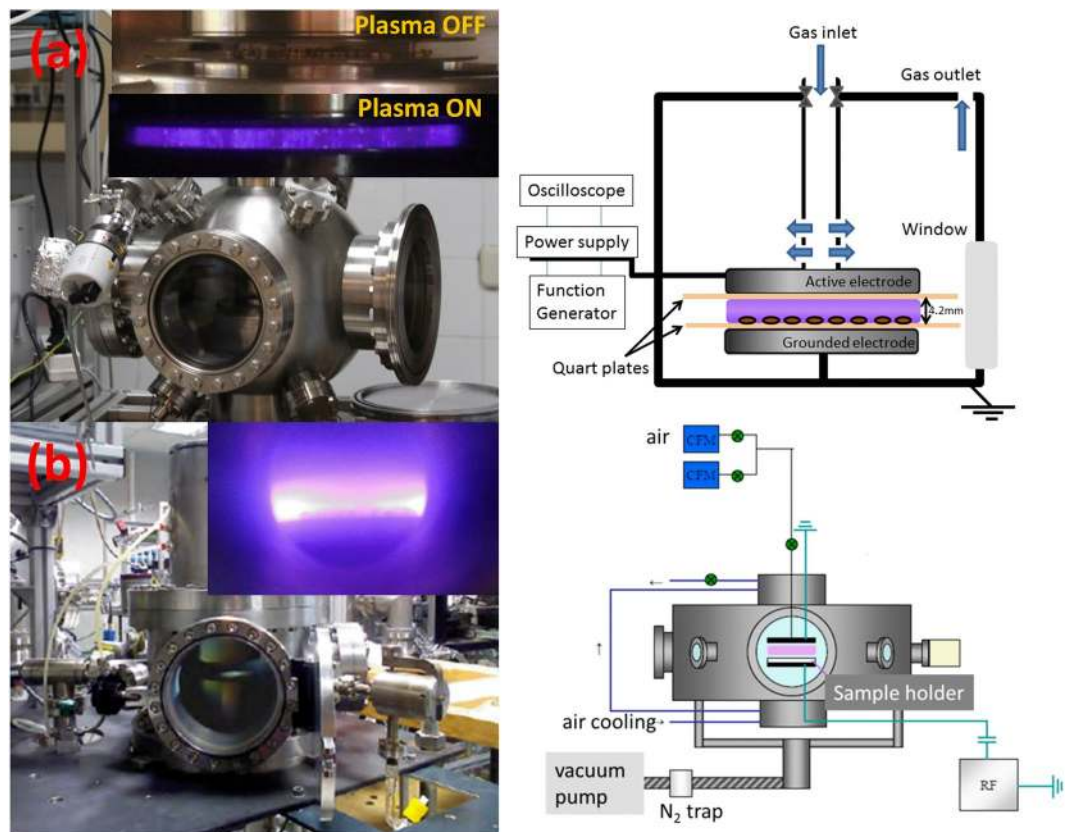 (a)
Plasma OFF
Plasma ON
Gas inlet
Gas outlet
Oscilloscope
Power supply
Function
Generator
Window
Active electrode
4.2mm
Grounded electrode
Quart plates
(b)
air
CFM
CFM
Sample holder
air cooling
vacuum
pump
N₂ trap
RF